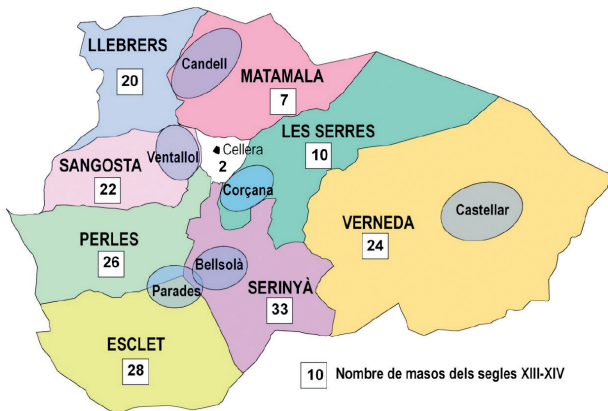 LLEBRERS
20
Candell
MATAMALA
7
LES SERRES
10
Cellera
2
Ventallol
SANGOSTA
22
Corçana
Castellar
VERNEDA
24
PERLES
26
Bellsolà
Parades
SERINYÀ
33
ESCLET
28
10 Nombre de masos dels segles XIII-XIV